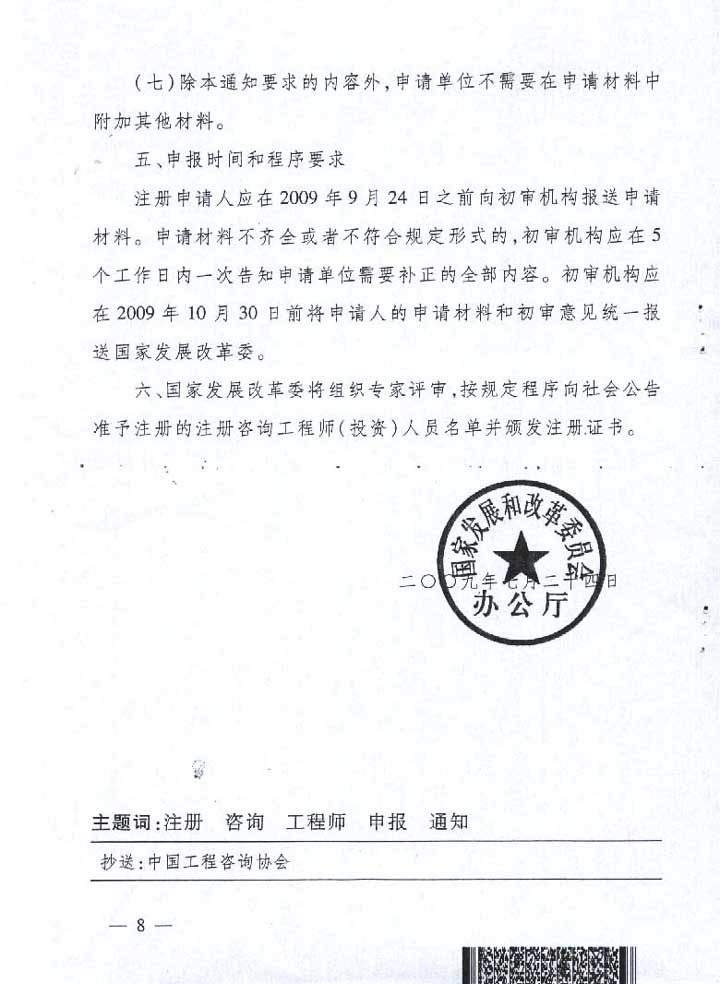 (七)除本通知要求的内容外,申请单位不需要在申请材料中
附加其他材料。
五、申报时间和程序要求
注册申请人应在2009年9月24日之前向初审机构报送申请
材料。申请材料不齐全或者不符合规定形式的,初审机构应在5
个工作日内一次告知申请单位需要补正的全部内容。初审机构应
在2009年10月30日前将申请人的申请材料和初审意见统一报
送国家发展改革委。
六、国家发展改革委将组织专家评审,按规定程序向社会公告
准予注册的注册咨询工程师(投资)人员名单并颁发注册证书。
国家发展和改革委员会
二〇〇九年七月二十四日
办公厅
主题词:注册 咨询 工程师 申报 通知
抄送:中国工程咨询协会
— 8 —